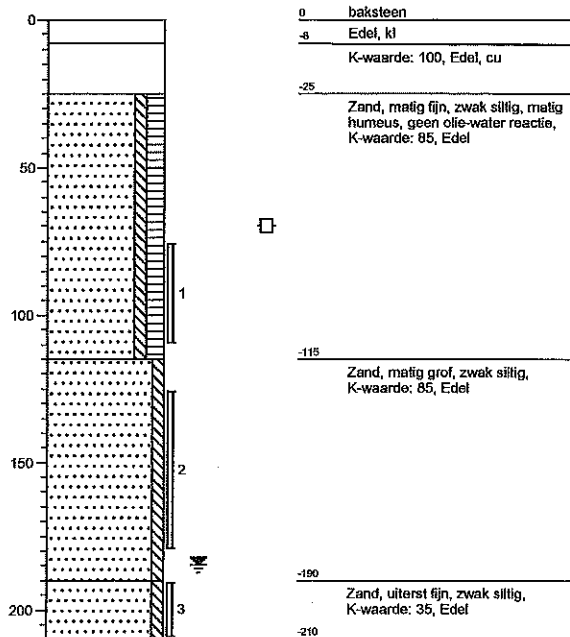 0
50
100
150
200
1
2
3
0 baksteen
-8 Edel, kl
K-waarde: 100, Edel, cu
-25
Zand, matig fijn, zwak siltig, matig
humeus, geen olie-water reactie,
K-waarde: 85, Edel
-115
Zand, matig grof, zwak siltig,
K-waarde: 85, Edel
-190
Zand, uiterst fijn, zwak siltig,
K-waarde: 35, Edel
-210